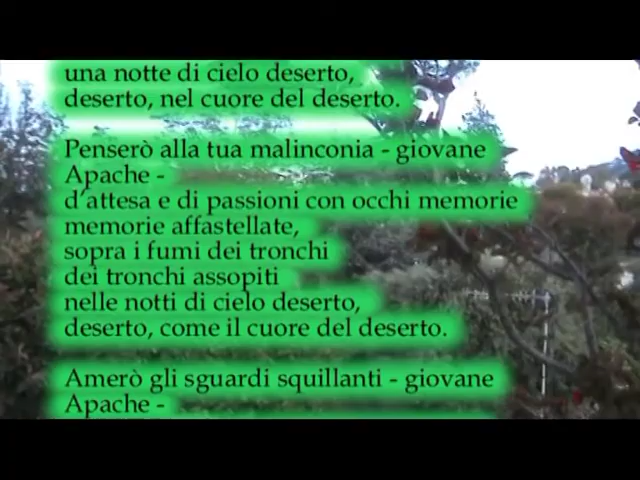 una notte di cielo deserto,
deserto, nel cuore del deserto.
Penserò alla tua malinconia - giovane
Apache -
d'attesa e di passioni con occhi memorie
memorie affastellate,
sopra i fumi dei tronchi
dei tronchi assopiti
nelle notti di cielo deserto,
deserto, come il cuore del deserto.
Amerò gli sguardi squillanti - giovane
Apache -